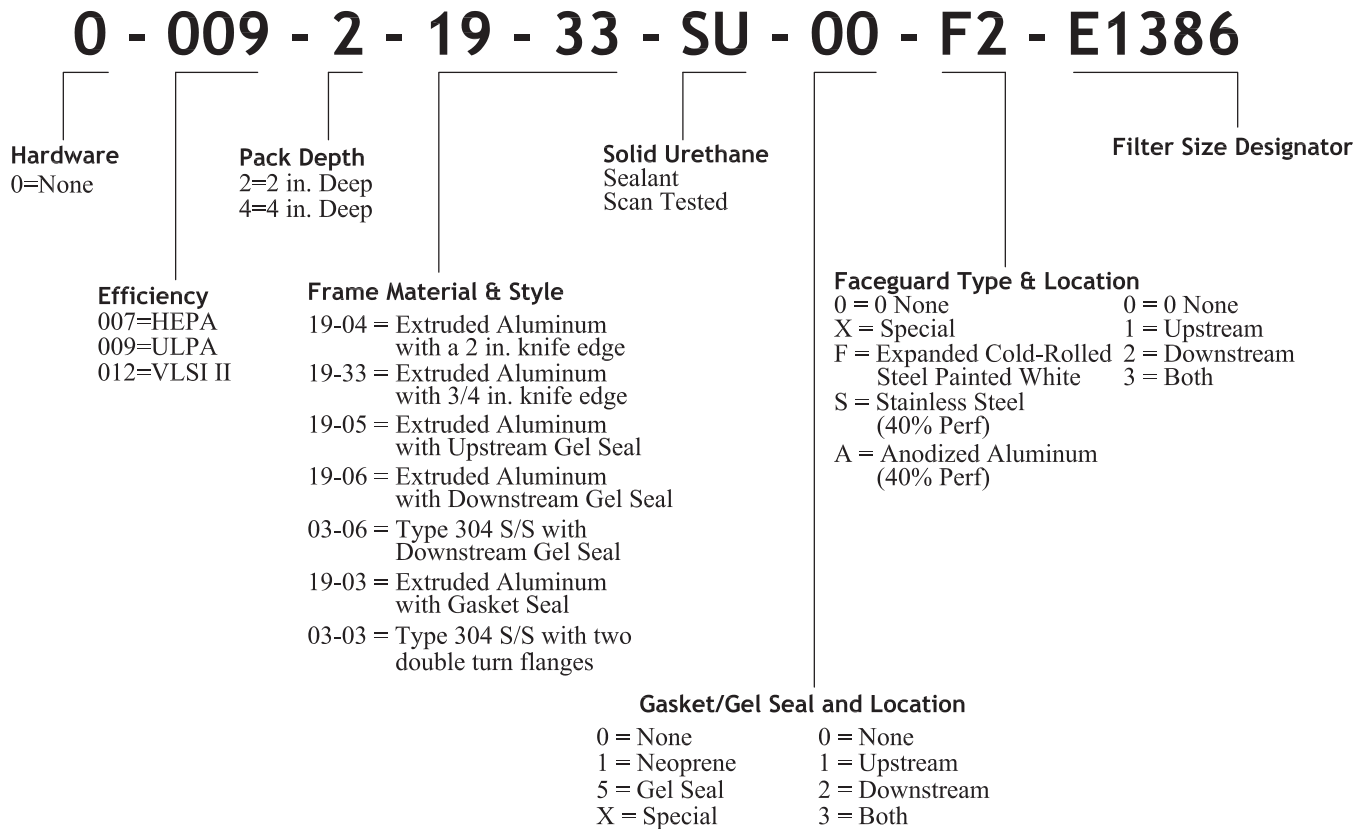 0 - 009 - 2 - 19 - 33 - SU - 00 - F2 - E1386
Hardware
0=None
Efficiency
007=HEPA
009=ULPA
012=VLSI II
Pack Depth
2=2 in. Deep
4=4 in. Deep
Frame Material & Style
19-04 = Extruded Aluminum
with a 2 in. knife edge
19-33 = Extruded Aluminum
with 3/4 in. knife edge
19-05 = Extruded Aluminum
with Upstream Gel Seal
19-06 = Extruded Aluminum
with Downstream Gel Seal
03-06 = Type 304 S/S with
Downstream Gel Seal
19-03 = Extruded Aluminum
with Gasket Seal
03-03 = Type 304 S/S with two
double turn flanges
Solid Urethane
Sealant
Scan Tested
Gasket/Gel Seal and Location
0 = None 0 = None
1 = Neoprene 1 = Upstream
5 = Gel Seal 2 = Downstream
X = Special 3 = Both
Faceguard Type & Location
0 = 0 None 0 = 0 None
X = Special 1 = Upstream
F = Expanded Cold-Rolled 2 = Downstream
Steel Painted White 3 = Both
S = Stainless Steel
(40% Perf)
A = Anodized Aluminum
(40% Perf)
Filter Size Designator